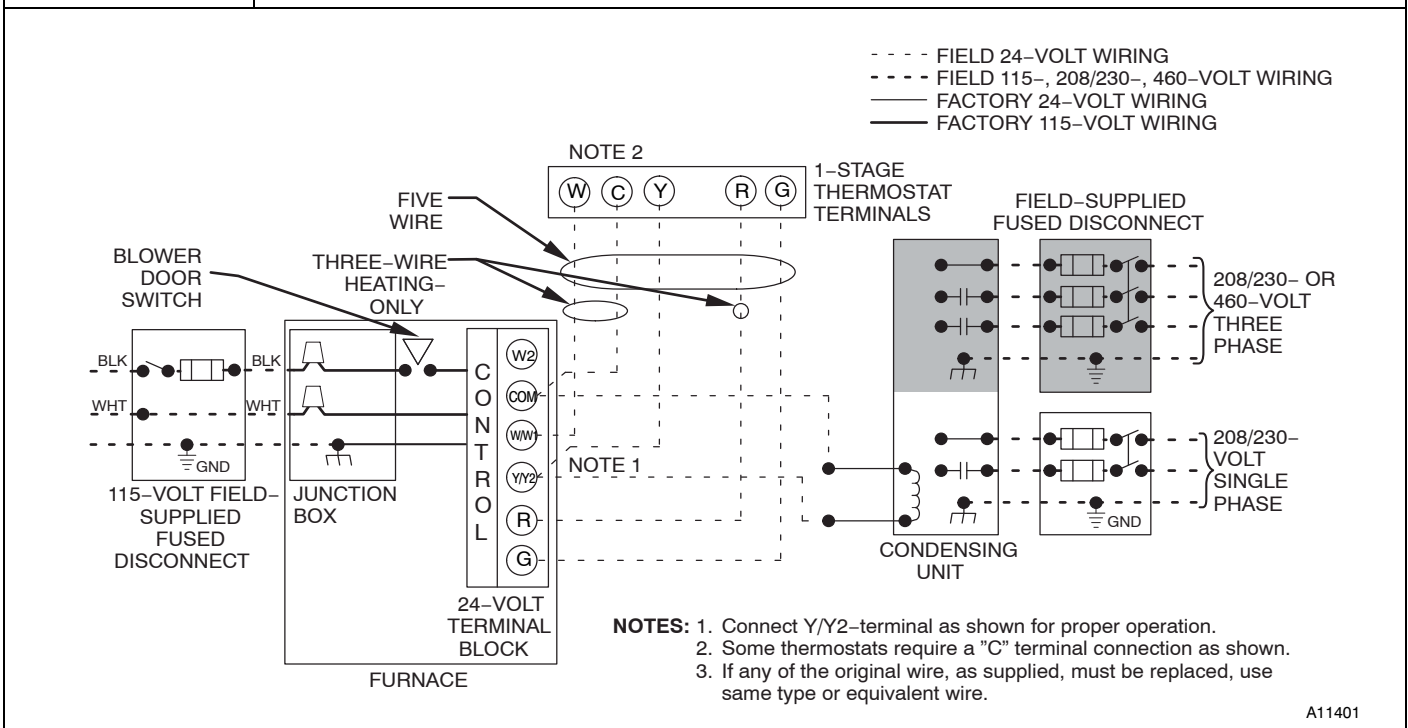 - - - - FIELD 24–VOLT WIRING
- - - - FIELD 115–, 208/230–, 460–VOLT WIRING
FACTORY 24–VOLT WIRING
FACTORY 115–VOLT WIRING
NOTE 2
W C Y R G
1–STAGE
THERMOSTAT
TERMINALS
FIVE
WIRE
THREE–WIRE
HEATING–
ONLY
BLOWER
DOOR
SWITCH
FIELD–SUPPLIED
FUSED DISCONNECT
208/230– OR
460–VOLT
THREE
PHASE
BLK
BLK
WHT
WHT
GND
115–VOLT FIELD–
SUPPLIED
FUSED
DISCONNECT
JUNCTION
BOX
CONTROL
W2
COM
W/W1
Y/Y2
R
G
NOTE 1
24–VOLT
TERMINAL
BLOCK
FURNACE
208/230–
VOLT
SINGLE
PHASE
GND
CONDENSING
UNIT
NOTES: 1. Connect Y/Y2–terminal as shown for proper operation.
2. Some thermostats require a ”C” terminal connection as shown.
3. If any of the original wire, as supplied, must be replaced, use
same type or equivalent wire.
A11401